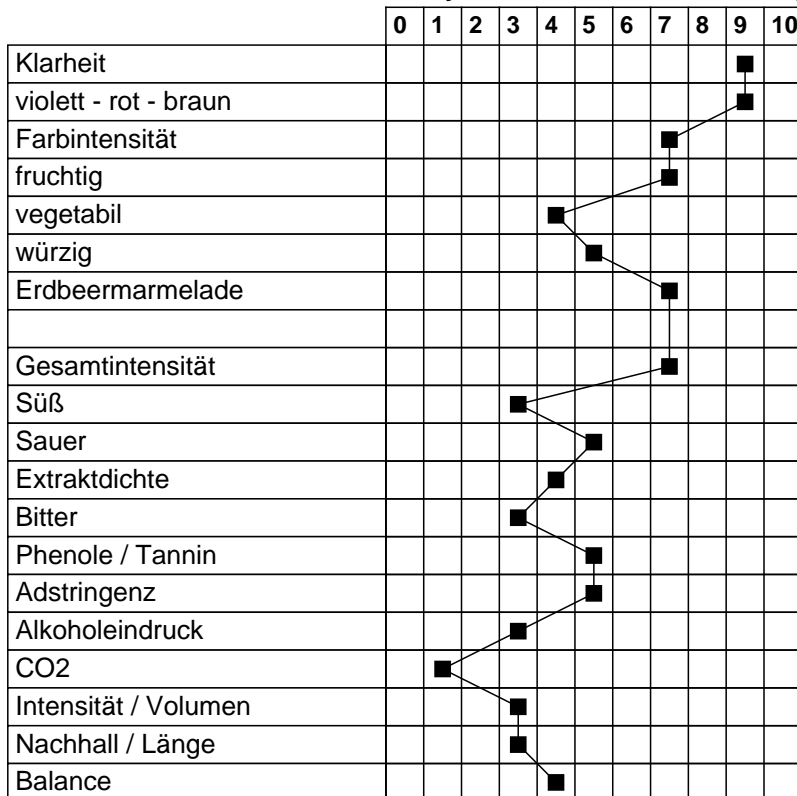 0 1 2 3 4 5 6 7 8 9 10
Klarheit
violett - rot - braun
Farbintensität
fruchtig
vegetabil
würzig
Erdbeermarmelade
Gesamtintensität
Süß
Sauer
Extraktdichte
Bitter
Phenole / Tannin
Adstringenz
Alkoholeindruck
CO2
Intensität / Volumen
Nachhall / Länge
Balance